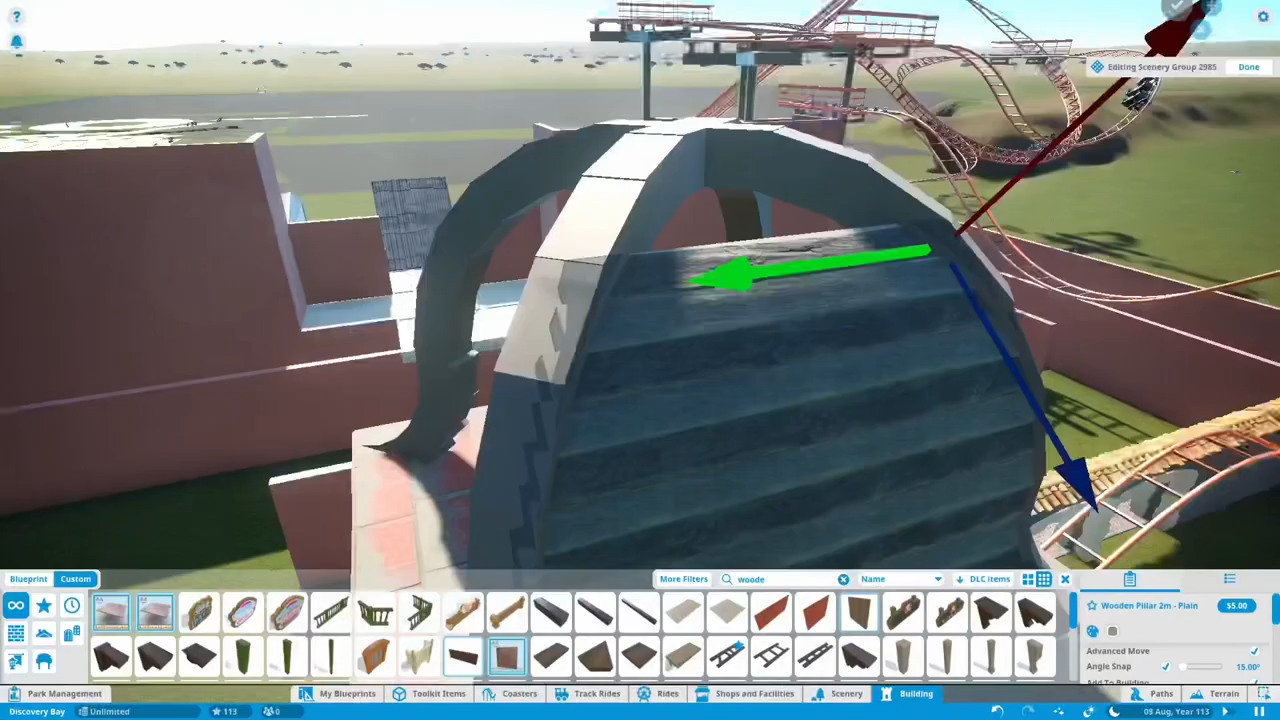 ?
Editing Scenery Group 2985
Done
Blueprint
Custom
More Filters
woode
Name
DLC items
Wooden Pillar 2m - Plain
$5.00
Advanced Move
Angle Snap
15.00°
Park Management
My Blueprints
Toolkit Items
Coasters
Track Rides
Rides
Shops and Facilities
Scenery
Building
Paths
Terrain
Discovery Bay
Unlimited
113
0
08 Aug, Year 113